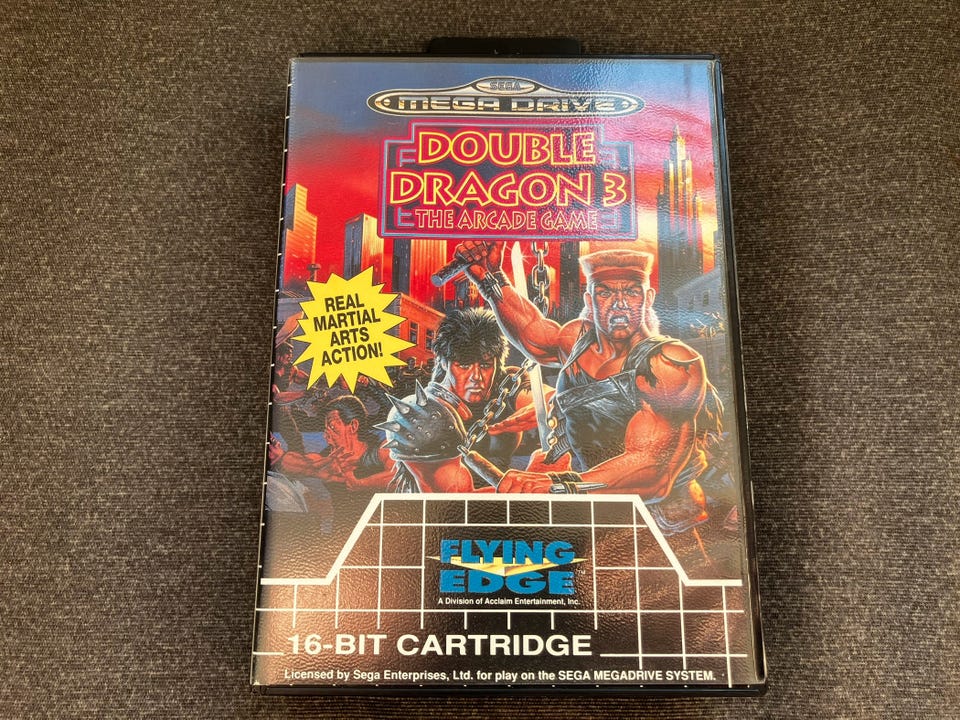 SEGA
MEGA DRIVE
DOUBLE
DRAGON 3
THE ARCADE GAME
REAL
MARTIAL
ARTS
ACTION!
FLYING
EDGE
A Division of Acclaim Entertainment, Inc.
16-BIT CARTRIDGE
Licensed by Sega Enterprises, Ltd. for play on the SEGA MEGADRIVE SYSTEM.